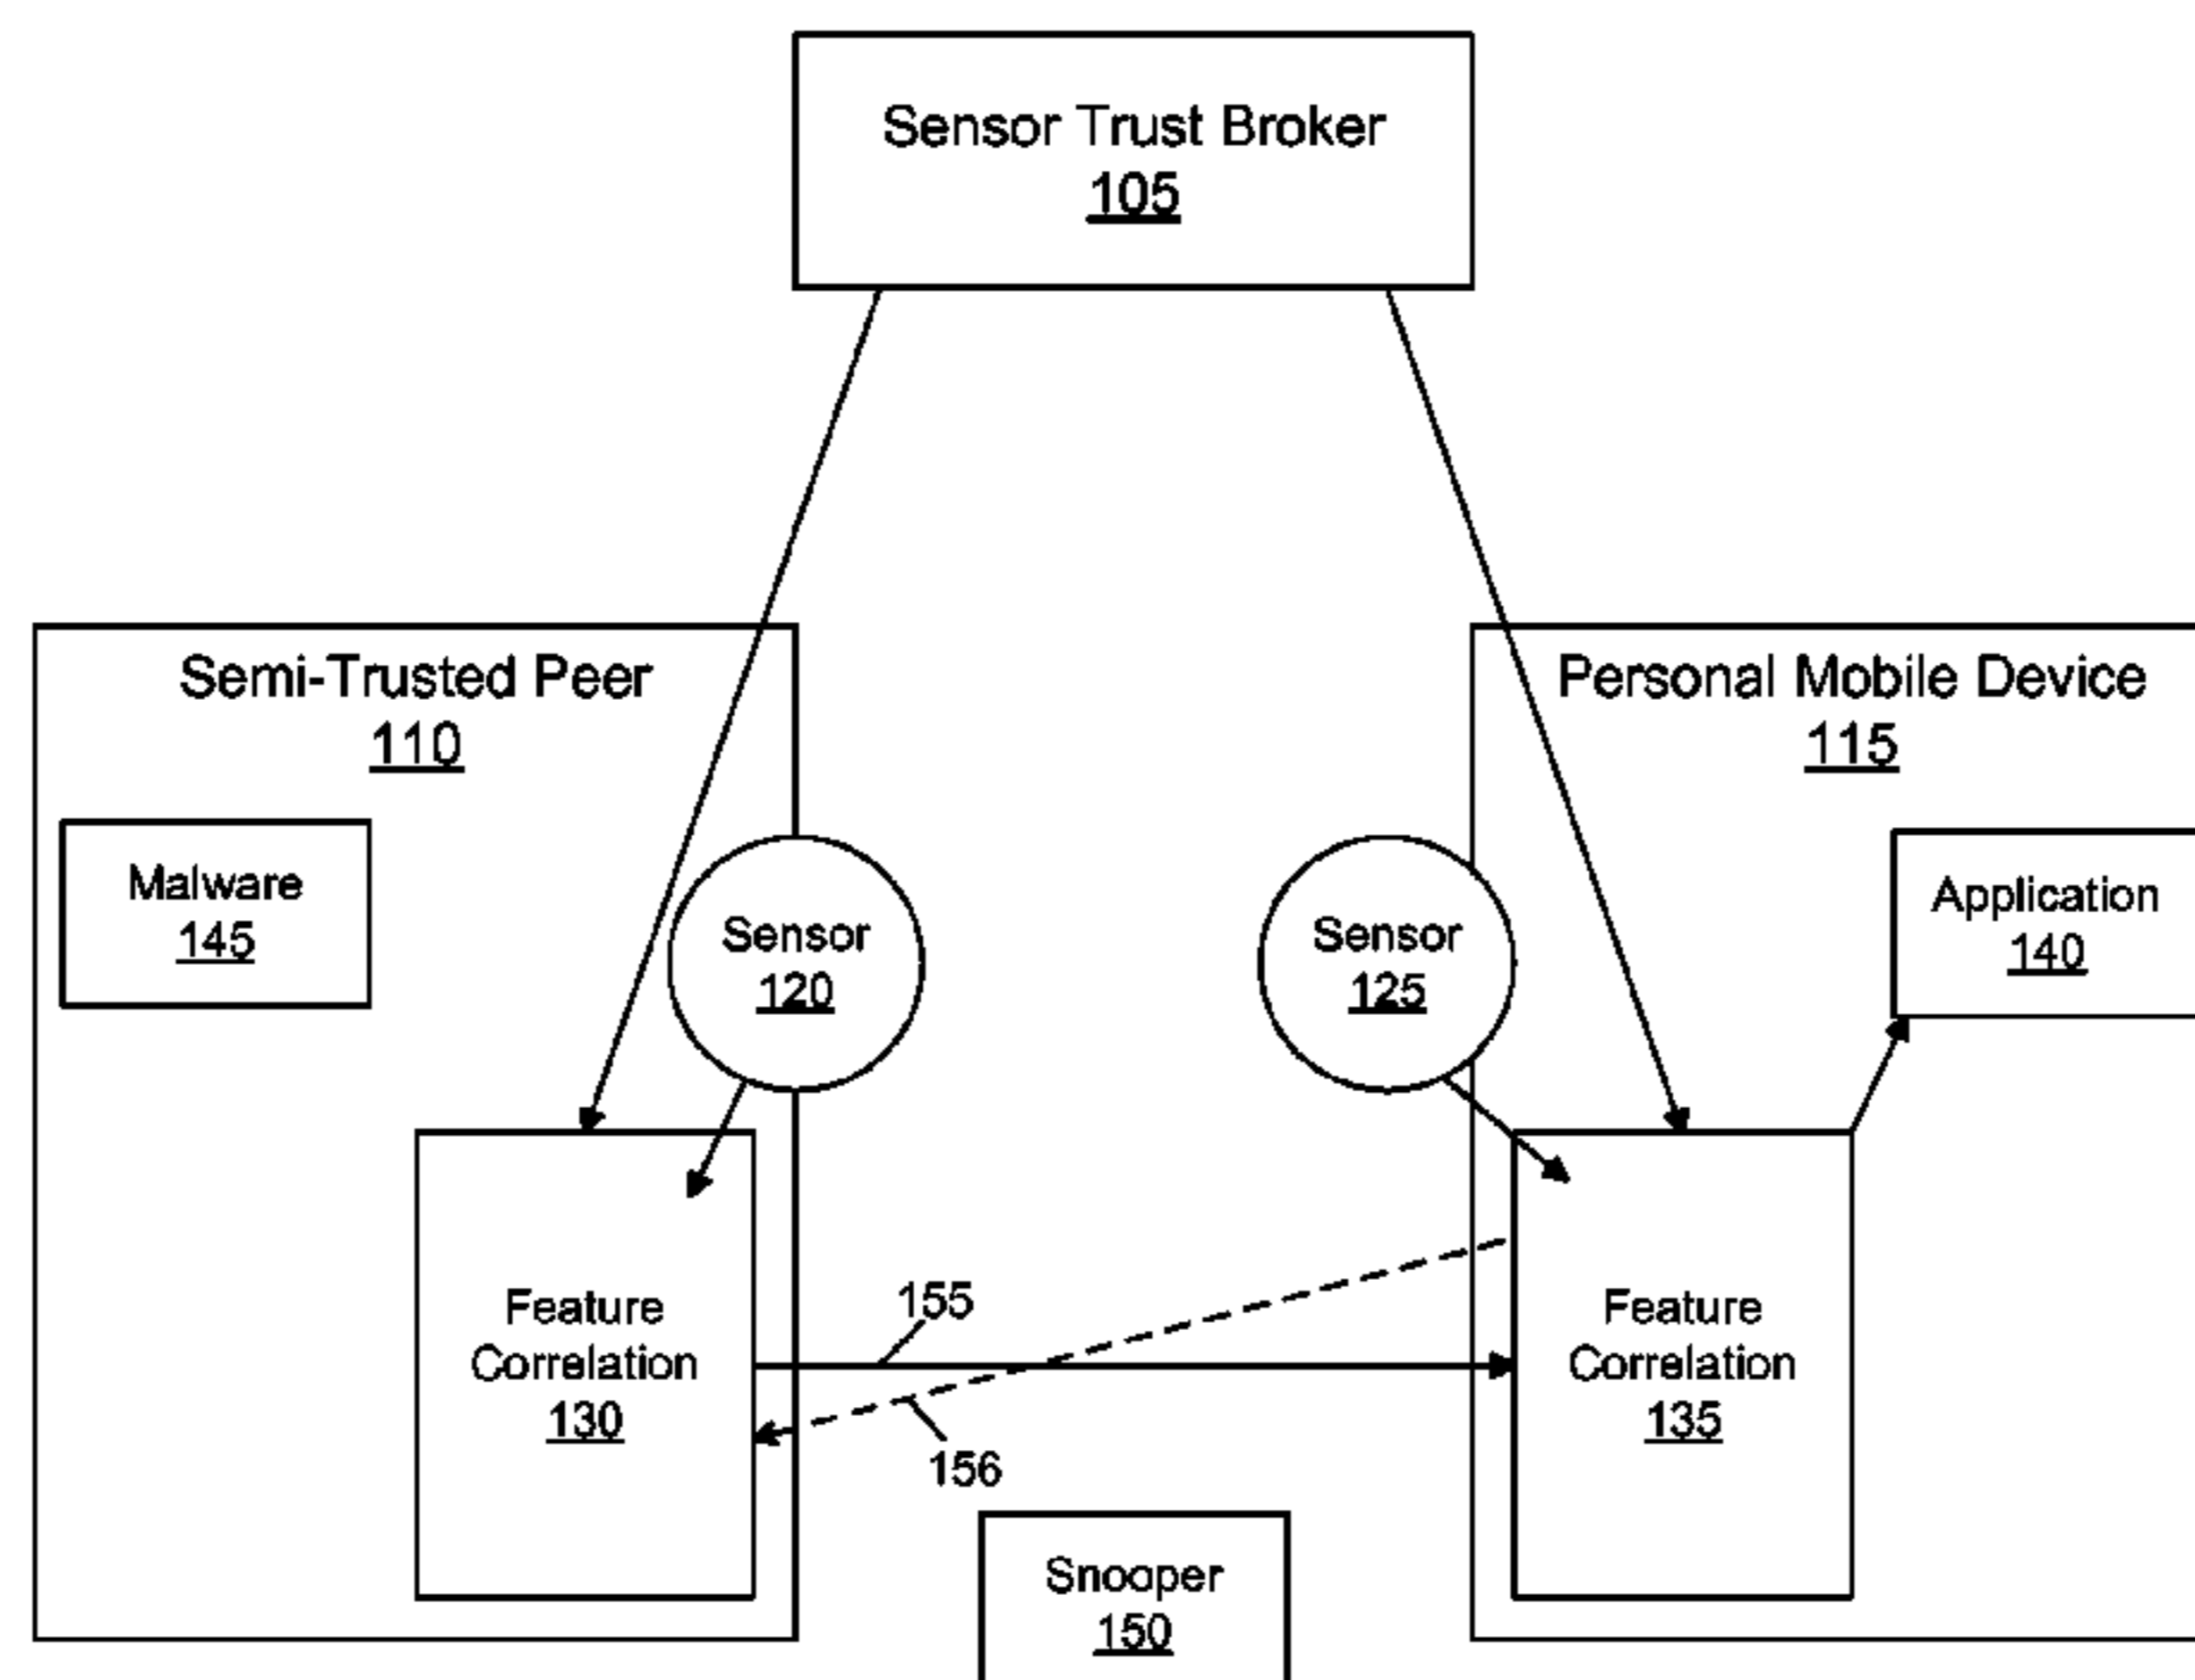 Sensor Trust Broker
105
Semi-Trusted Peer
110
Personal Mobile Device
115
Malware
145
Sensor
120
Sensor
125
Application
140
Feature
Correlation
130
155
156
Feature
Correlation
135
Snooper
150